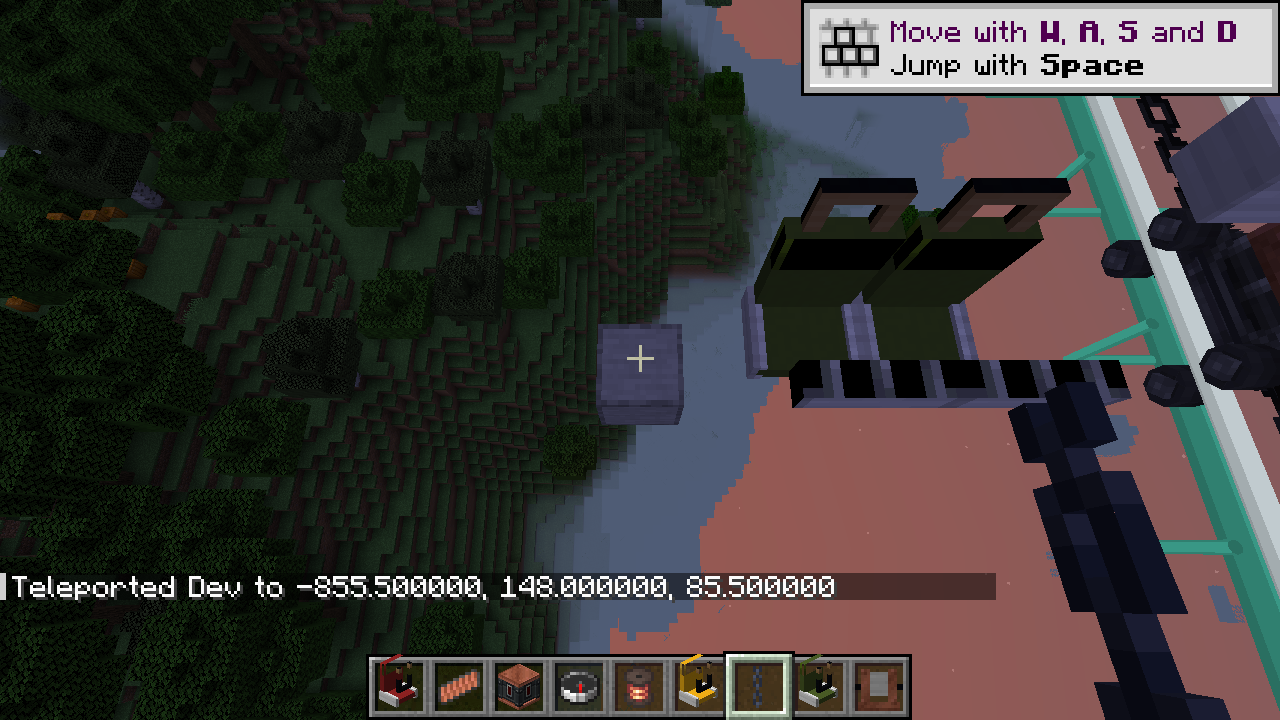 Move with W, A, S and D
Jump with Space
Teleported Dev to -855.500000, 148.000000, 85.500000